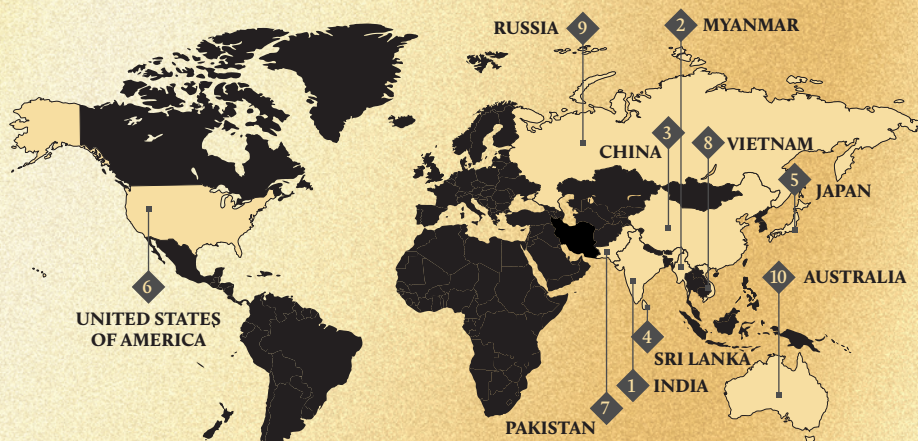 RUSSIA 9
2 MYANMAR
3
CHINA
8 VIETNAM
5
JAPAN
6
UNITED STATES
OF AMERICA
10 AUSTRALIA
4
SRI LANKA
1 INDIA
7
PAKISTAN